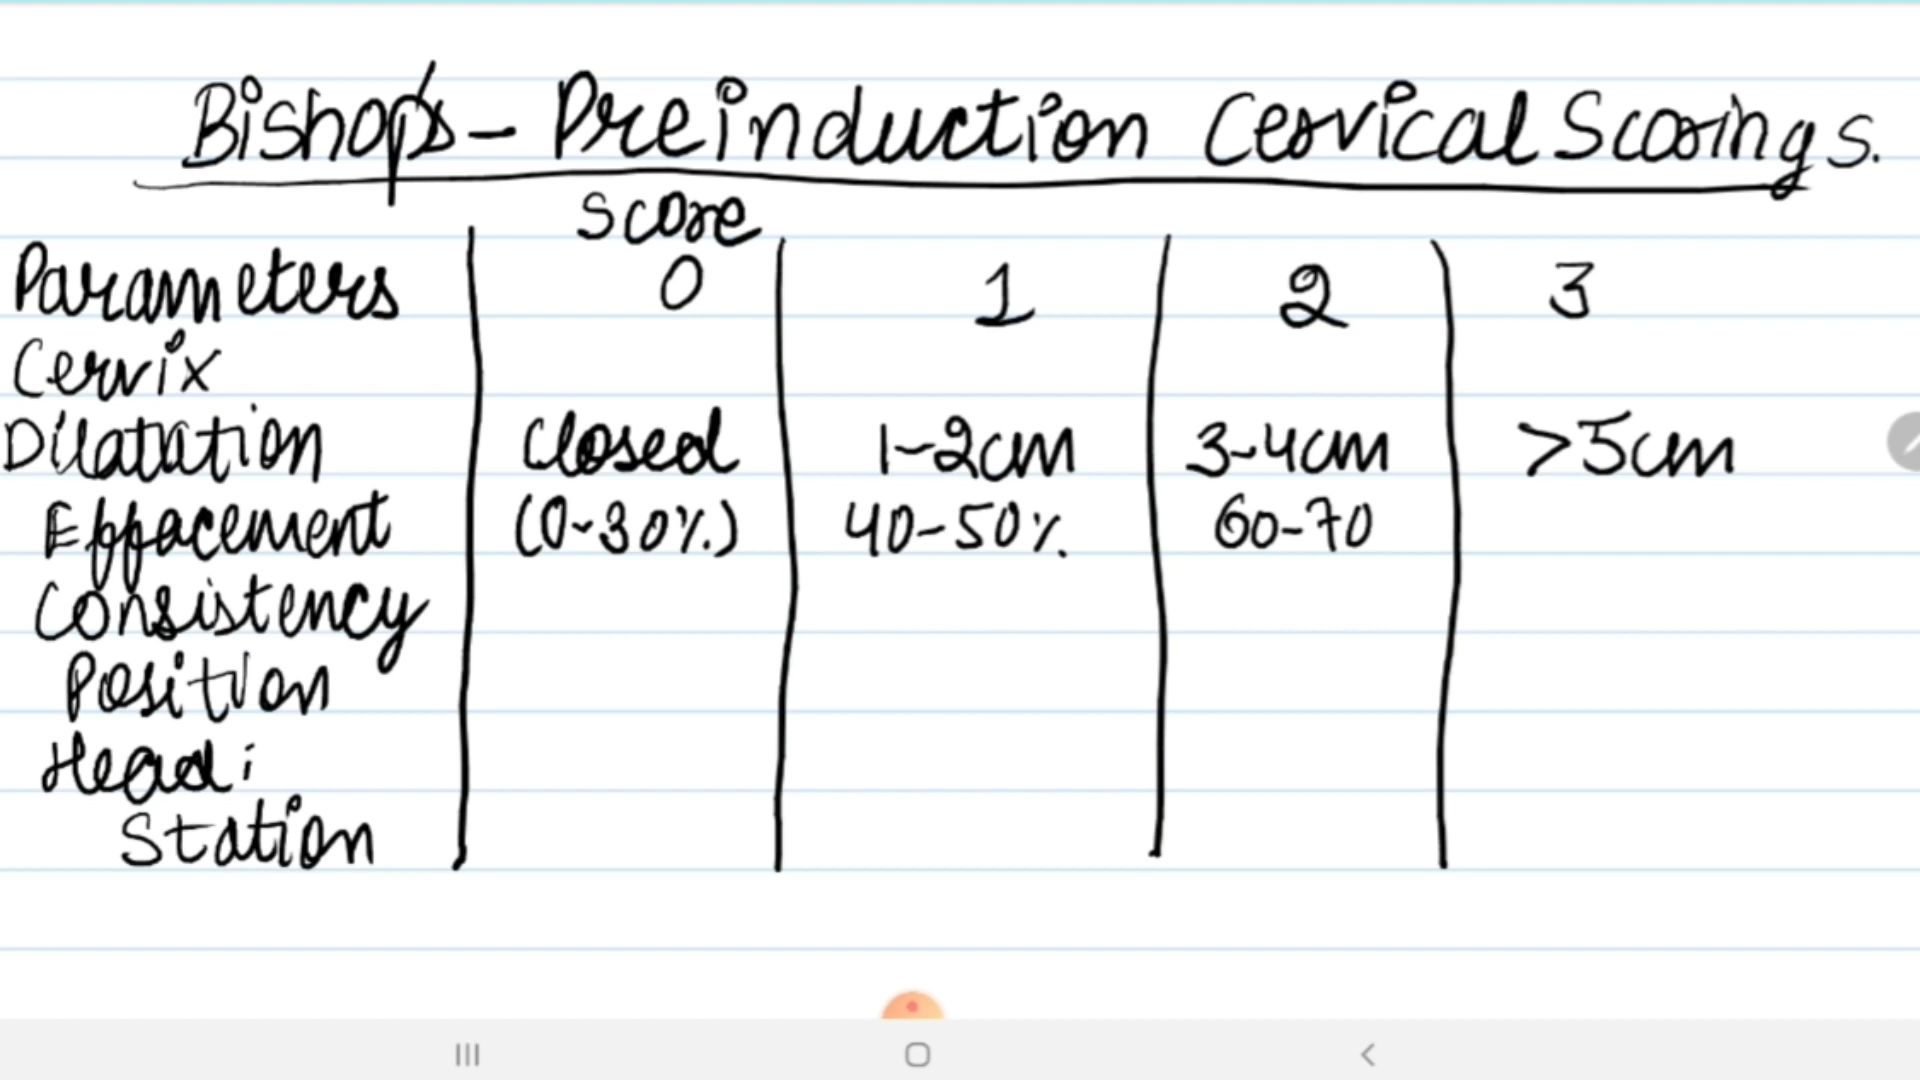 Bishop's - Preinduction Cervical Scorings.
Score
Parameters 0 1 2 3
Cervix
Dilatation Closed 1-2cm 3-4cm >5cm
Effacement (0-30%) 40-50% 60-70
Consistency
Position
Head:
Station